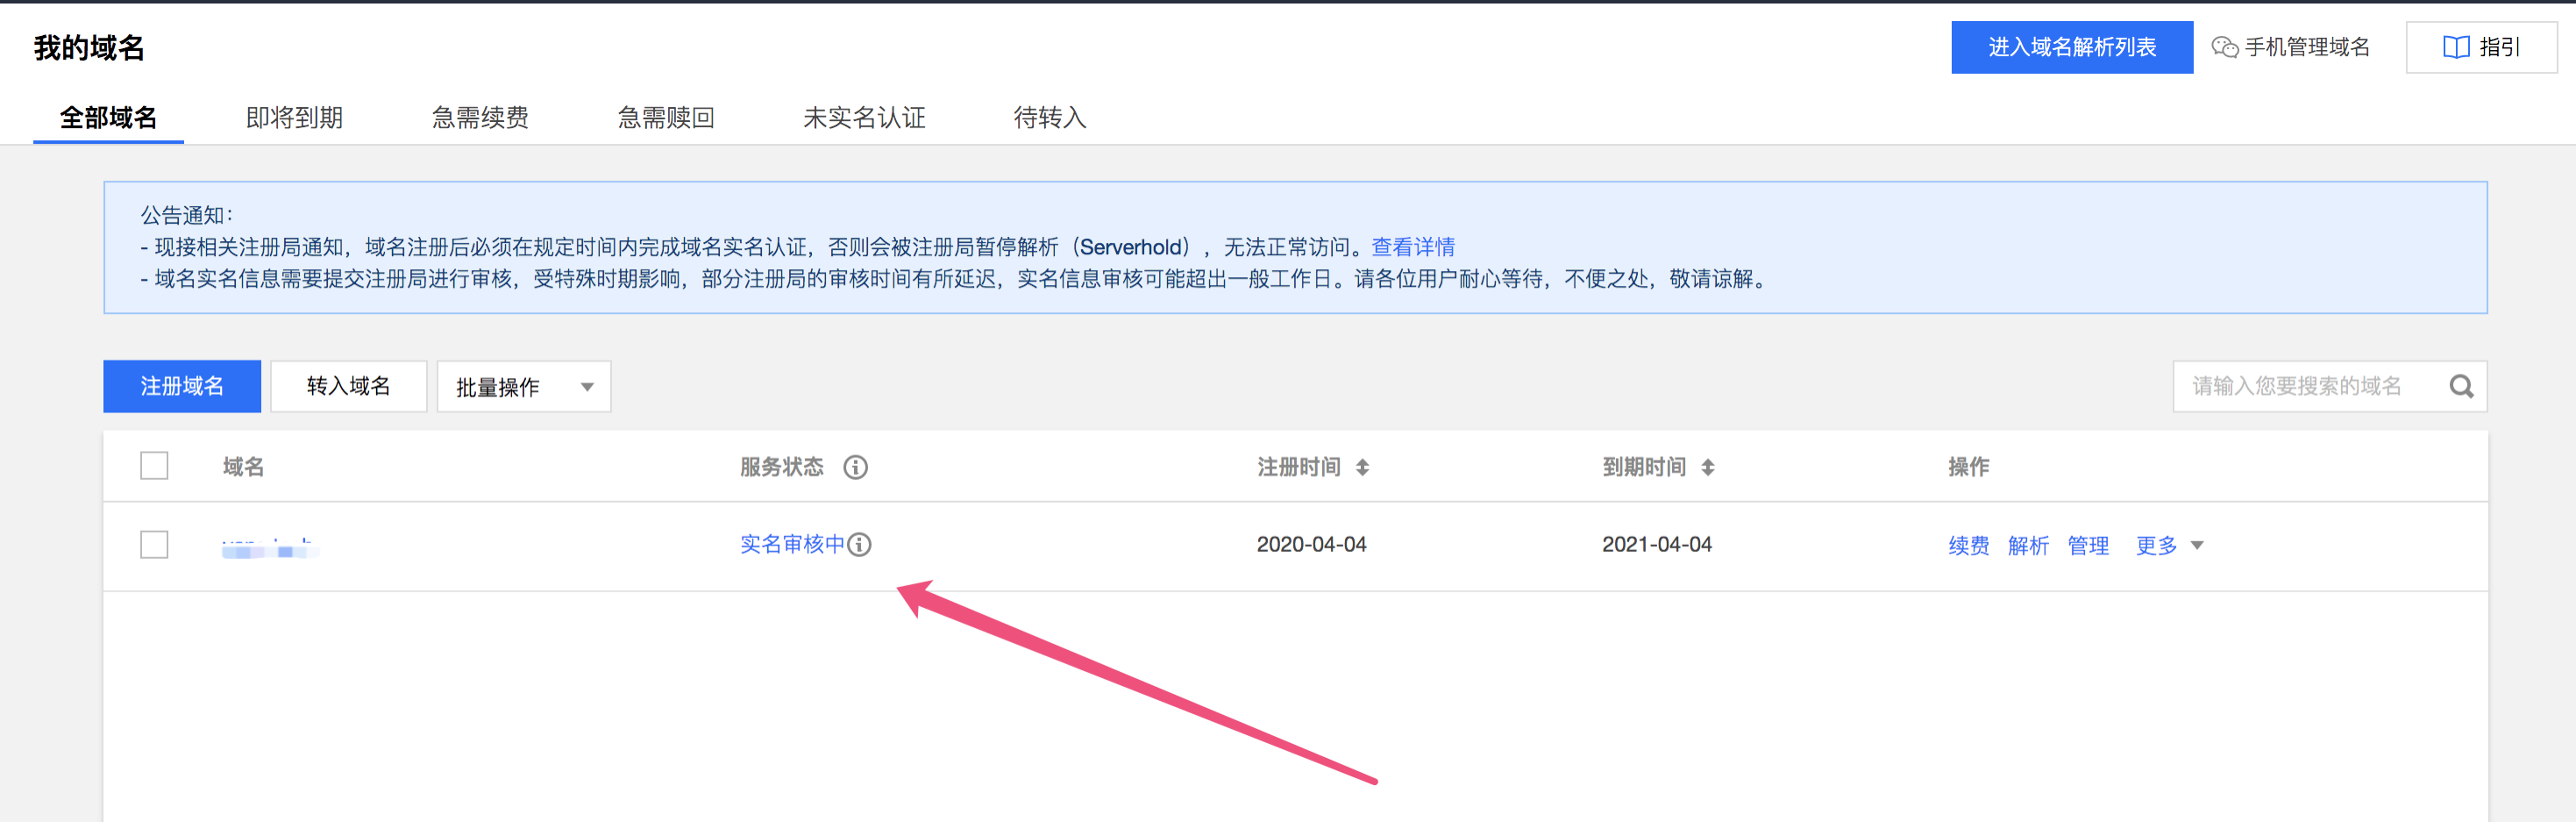 我的域名
进入域名解析列表
手机管理域名
指引
全部域名
即将到期
急需续费
急需赎回
未实名认证
待转入
公告通知：
- 现接相关注册局通知，域名注册后必须在规定时间内完成域名实名认证，否则会被注册局暂停解析（Serverhold），无法正常访问。查看详情
- 域名实名信息需要提交注册局进行审核，受特殊时期影响，部分注册局的审核时间有所延迟，实名信息审核可能超出一般工作日。请各位用户耐心等待，不便之处，敬请谅解。
注册域名
转入域名
批量操作
请输入您要搜索的域名
域名
服务状态
注册时间
到期时间
操作
实名审核中
2020-04-04
2021-04-04
续费
解析
管理
更多